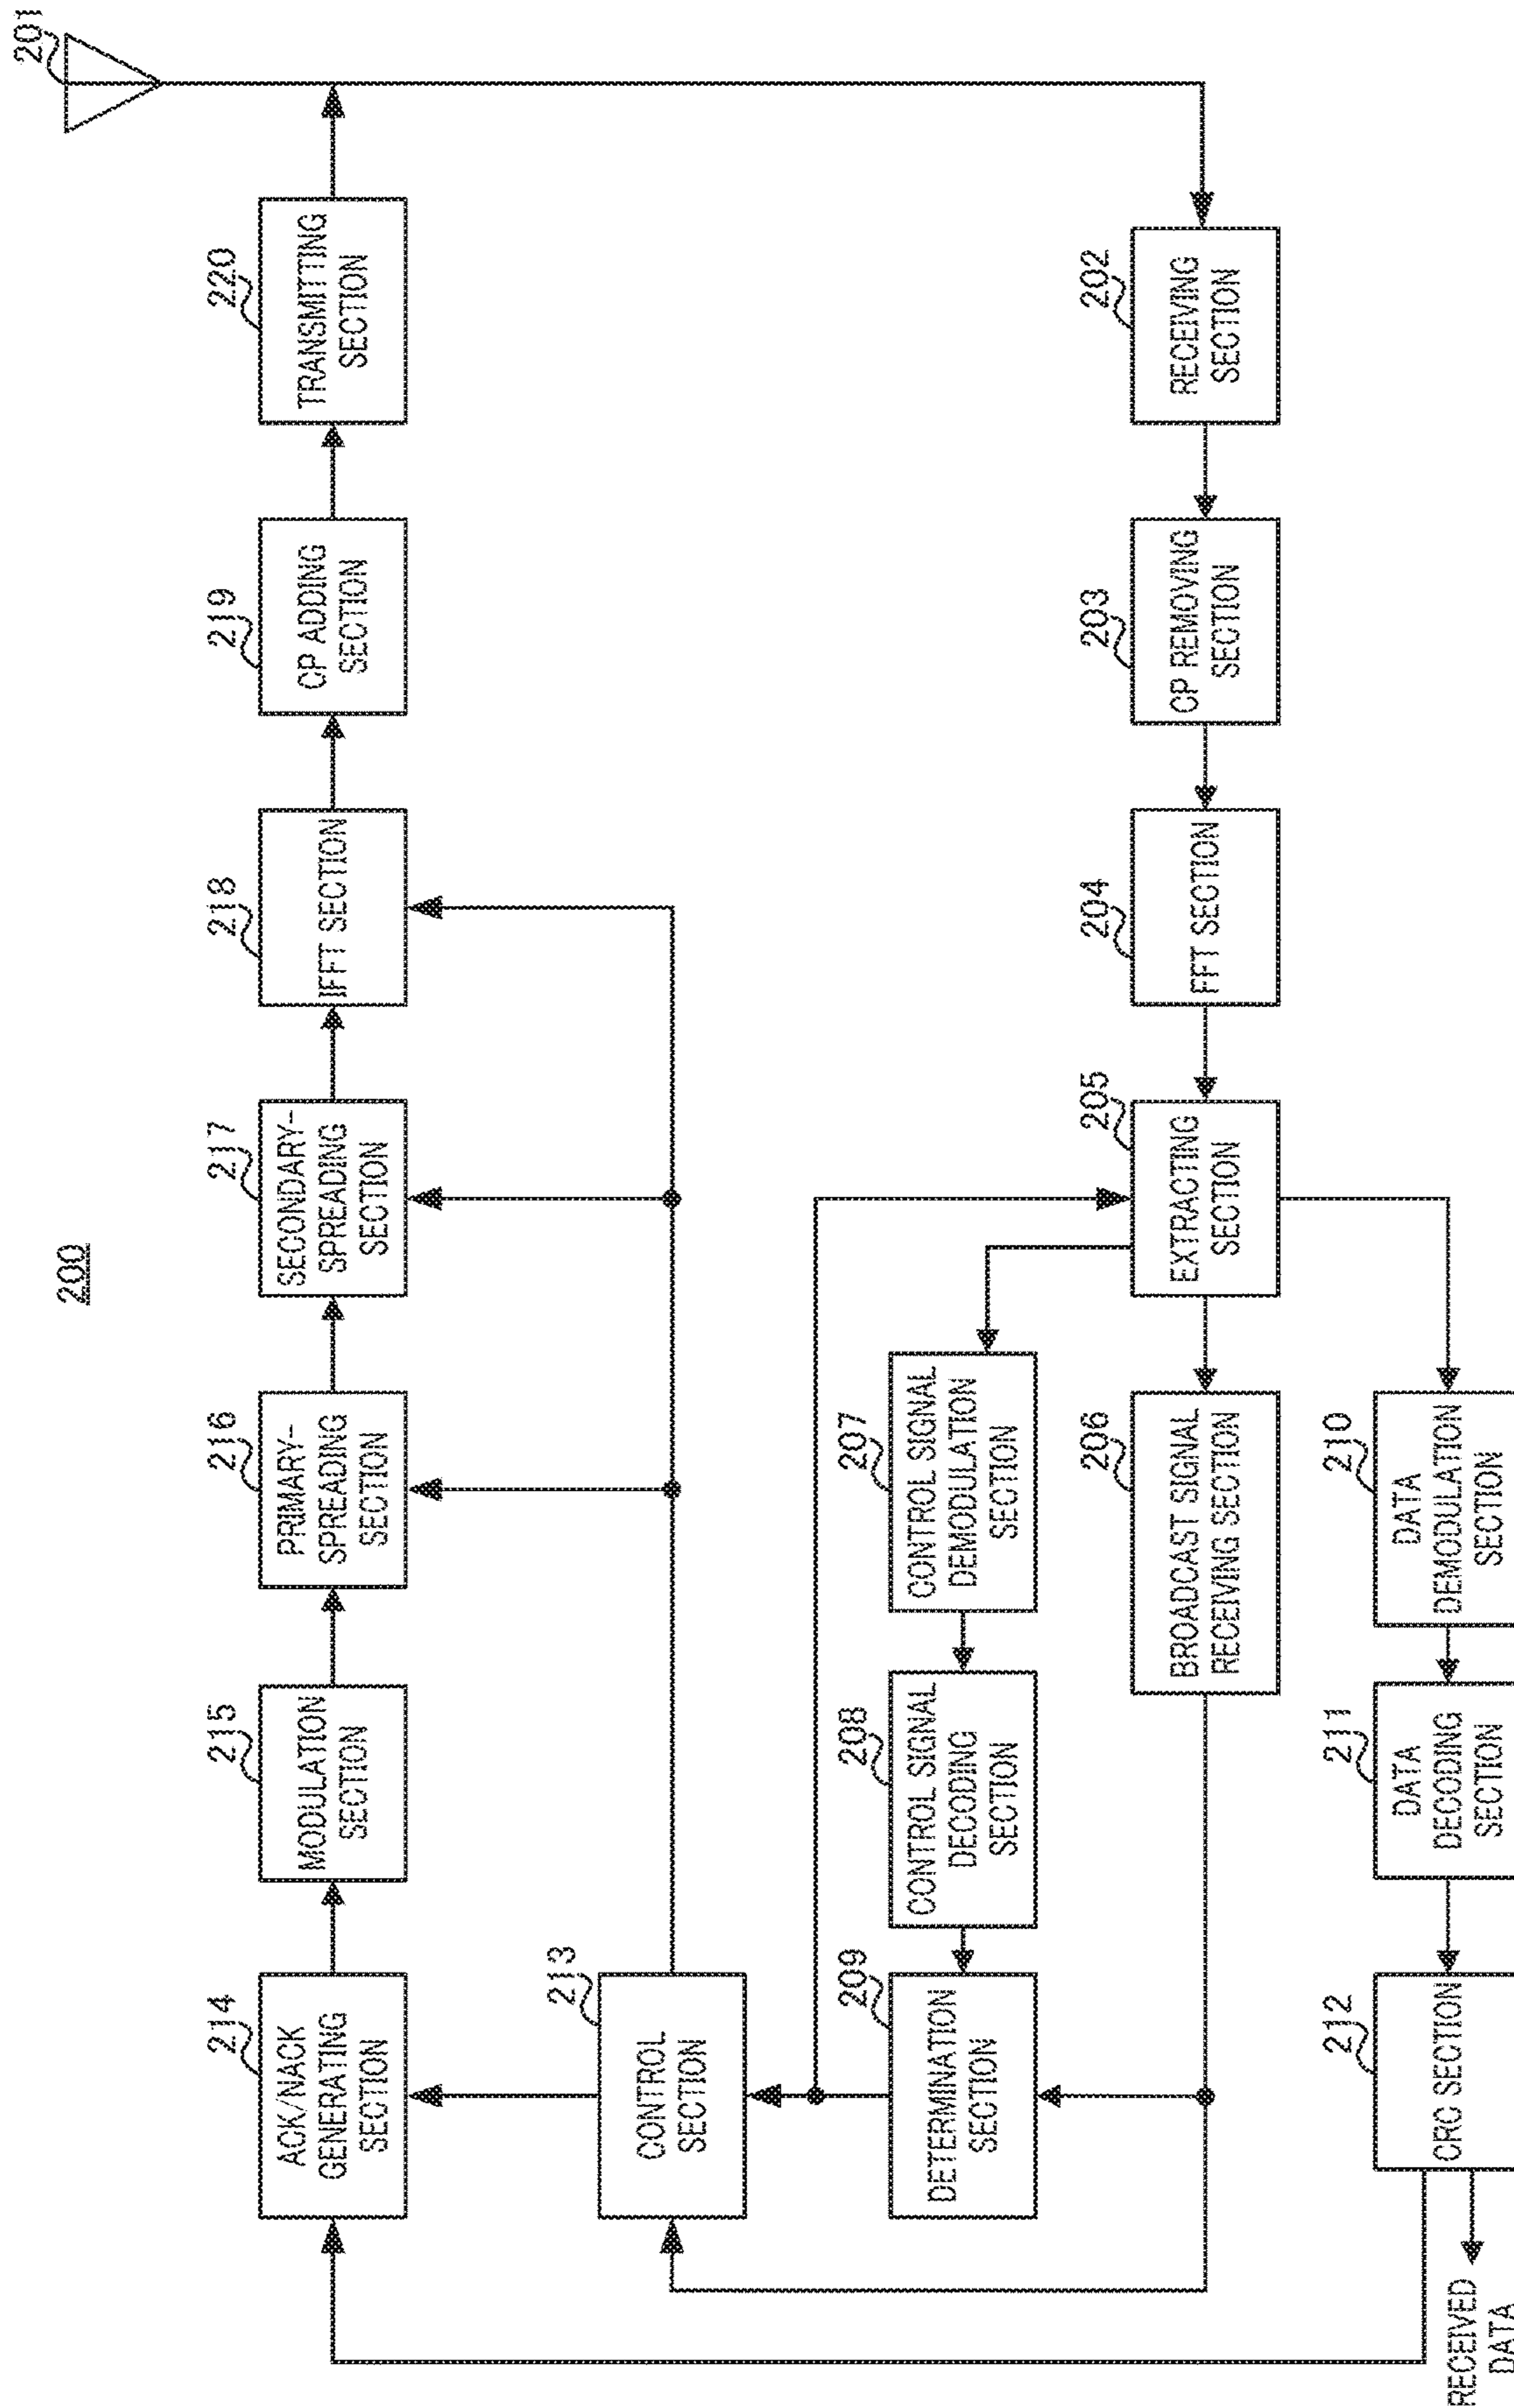 200
201
214
ACK/NACK
GENERATING
SECTION
215
MODULATION
SECTION
216
PRIMARY-
SPREADING
SECTION
217
SECONDARY-
SPREADING
SECTION
218
IFFT SECTION
219
CP ADDING
SECTION
220
TRANSMITTING
SECTION
213
CONTROL
SECTION
209
DETERMINATION
SECTION
208
CONTROL SIGNAL
DECODING
SECTION
207
CONTROL SIGNAL
DEMODULATION
SECTION
206
BROADCAST SIGNAL
RECEIVING SECTION
205
EXTRACTING
SECTION
204
FFT SECTION
203
CP REMOVING
SECTION
202
RECEIVING
SECTION
212
CRC SECTION
211
DATA
DECODING
SECTION
210
DATA
DEMODULATION
SECTION
RECEIVED
DATA